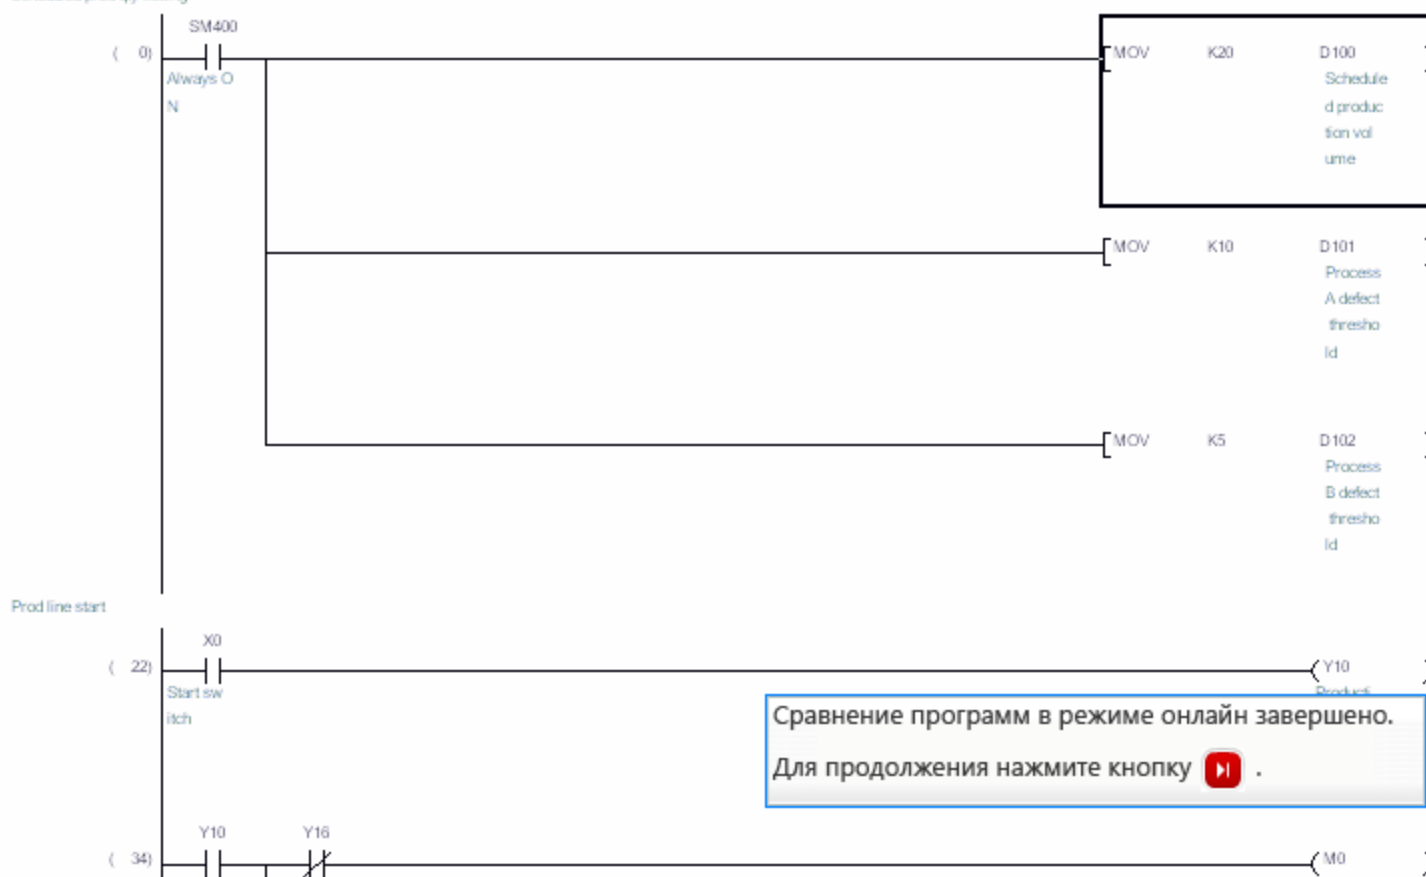 SM400
( 0)
MOV K20 D100
Always O
N
Schedule
d produc
tion vol
ume
MOV K10 D101
Process
A defect
thresho
ld
MOV K5 D102
Process
B defect
thresho
ld
Prod line start
X0
( 22)
Y10
Start sw
itch
Producti
Сравнение программ в режиме онлайн завершено.
Для продолжения нажмите кнопку .
Y10 Y16
( 34)
M0